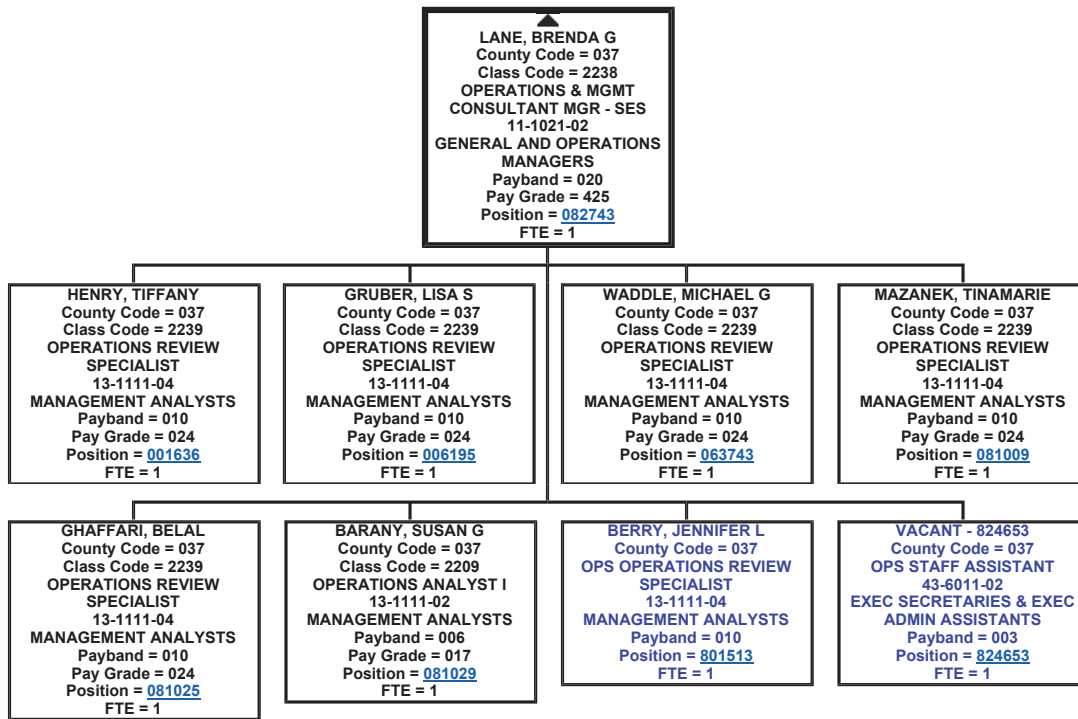 LANE, BRENDA G
County Code = 037
Class Code = 2238
OPERATIONS & MGMT
CONSULTANT MGR - SES
11-1021-02
GENERAL AND OPERATIONS
MANAGERS
Payband = 020
Pay Grade = 425
Position = 082743
FTE = 1
HENRY, TIFFANY
County Code = 037
Class Code = 2239
OPERATIONS REVIEW
SPECIALIST
13-1111-04
MANAGEMENT ANALYSTS
Payband = 010
Pay Grade = 024
Position = 001636
FTE = 1
GRUBER, LISA S
County Code = 037
Class Code = 2239
OPERATIONS REVIEW
SPECIALIST
13-1111-04
MANAGEMENT ANALYSTS
Payband = 010
Pay Grade = 024
Position = 006195
FTE = 1
WADDLE, MICHAEL G
County Code = 037
Class Code = 2239
OPERATIONS REVIEW
SPECIALIST
13-1111-04
MANAGEMENT ANALYSTS
Payband = 010
Pay Grade = 024
Position = 063743
FTE = 1
MAZANEK, TINAMARIE
County Code = 037
Class Code = 2239
OPERATIONS REVIEW
SPECIALIST
13-1111-04
MANAGEMENT ANALYSTS
Payband = 010
Pay Grade = 024
Position = 081009
FTE = 1
GHAFFARI, BELAL
County Code = 037
Class Code = 2239
OPERATIONS REVIEW
SPECIALIST
13-1111-04
MANAGEMENT ANALYSTS
Payband = 010
Pay Grade = 024
Position = 081025
FTE = 1
BARANY, SUSAN G
County Code = 037
Class Code = 2209
OPERATIONS ANALYST I
13-1111-02
MANAGEMENT ANALYSTS
Payband = 006
Pay Grade = 017
Position = 081029
FTE = 1
BERRY, JENNIFER L
County Code = 037
OPS OPERATIONS REVIEW
SPECIALIST
13-1111-04
MANAGEMENT ANALYSTS
Payband = 010
Position = 801513
FTE = 1
VACANT - 824653
County Code = 037
OPS STAFF ASSISTANT
43-6011-02
EXEC SECRETARIES & EXEC
ADMIN ASSISTANTS
Payband = 003
Position = 824653
FTE = 1